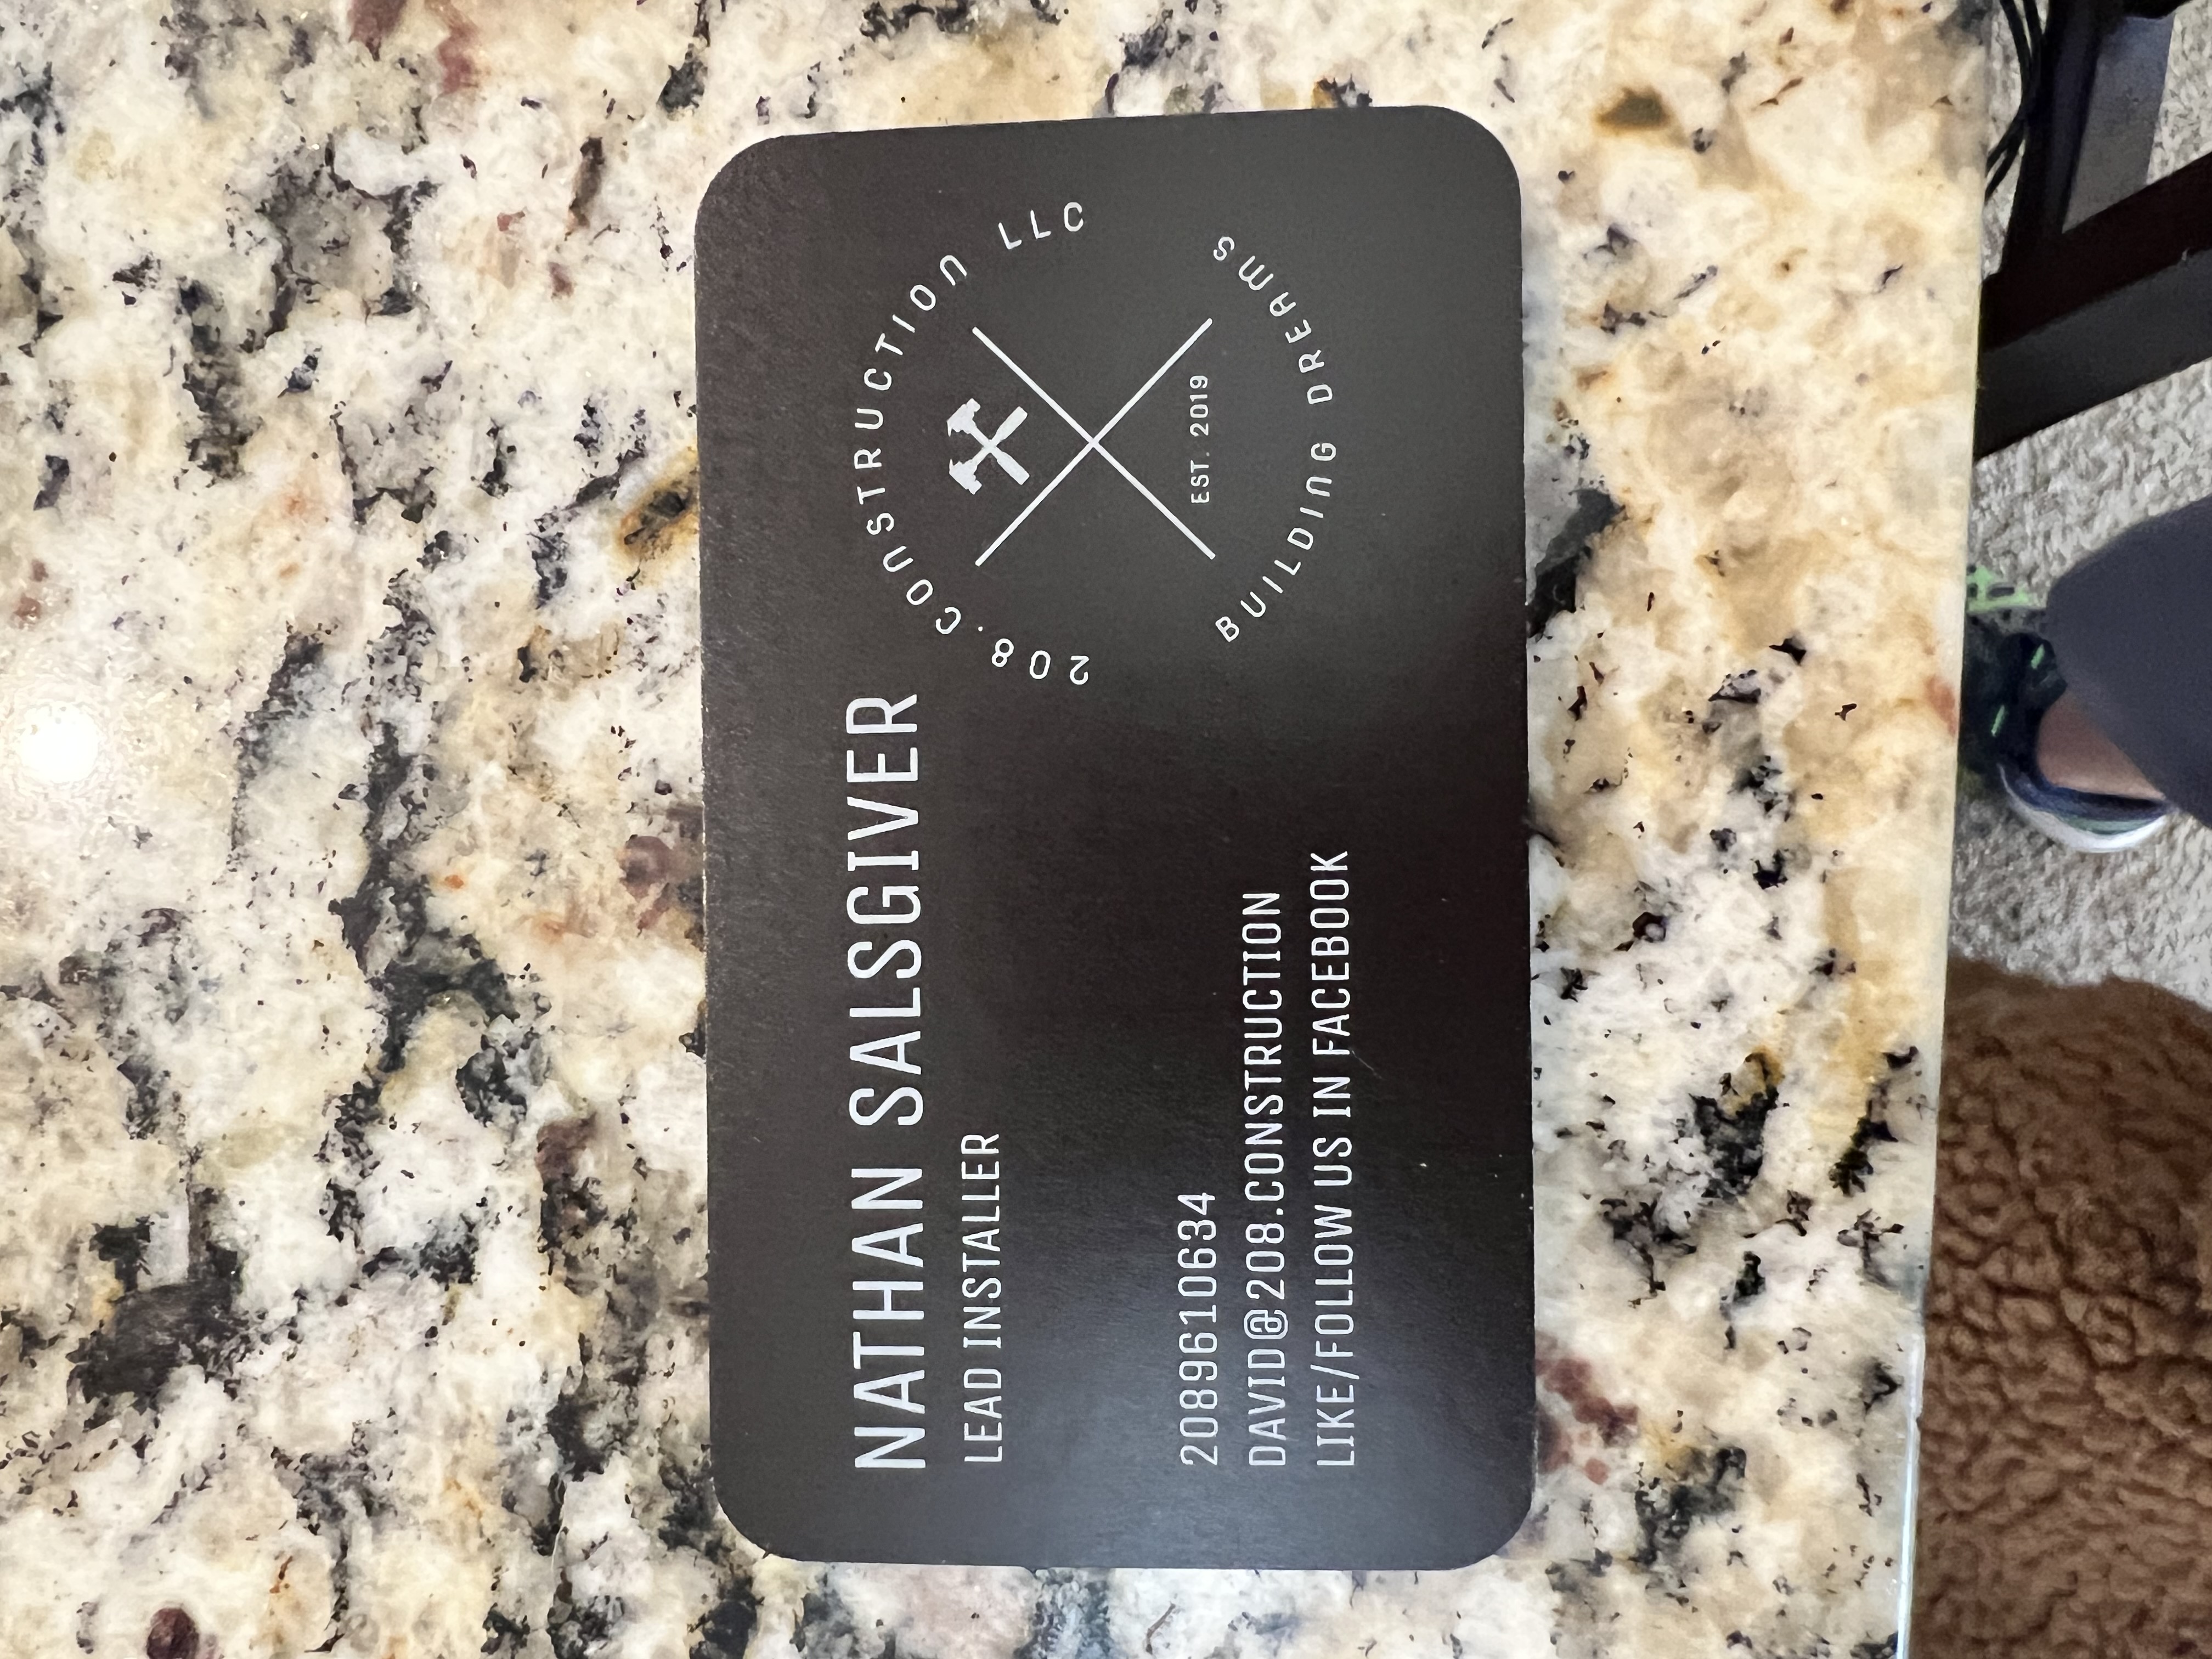 NATHAN SALSGIVER
LEAD INSTALLER
2089610634
DAVID@208.CONSTRUCTION
LIKE/FOLLOW US IN FACEBOOK
208.CONSTRUCTION LLC
EST. 2019
BUILDING DREAMS